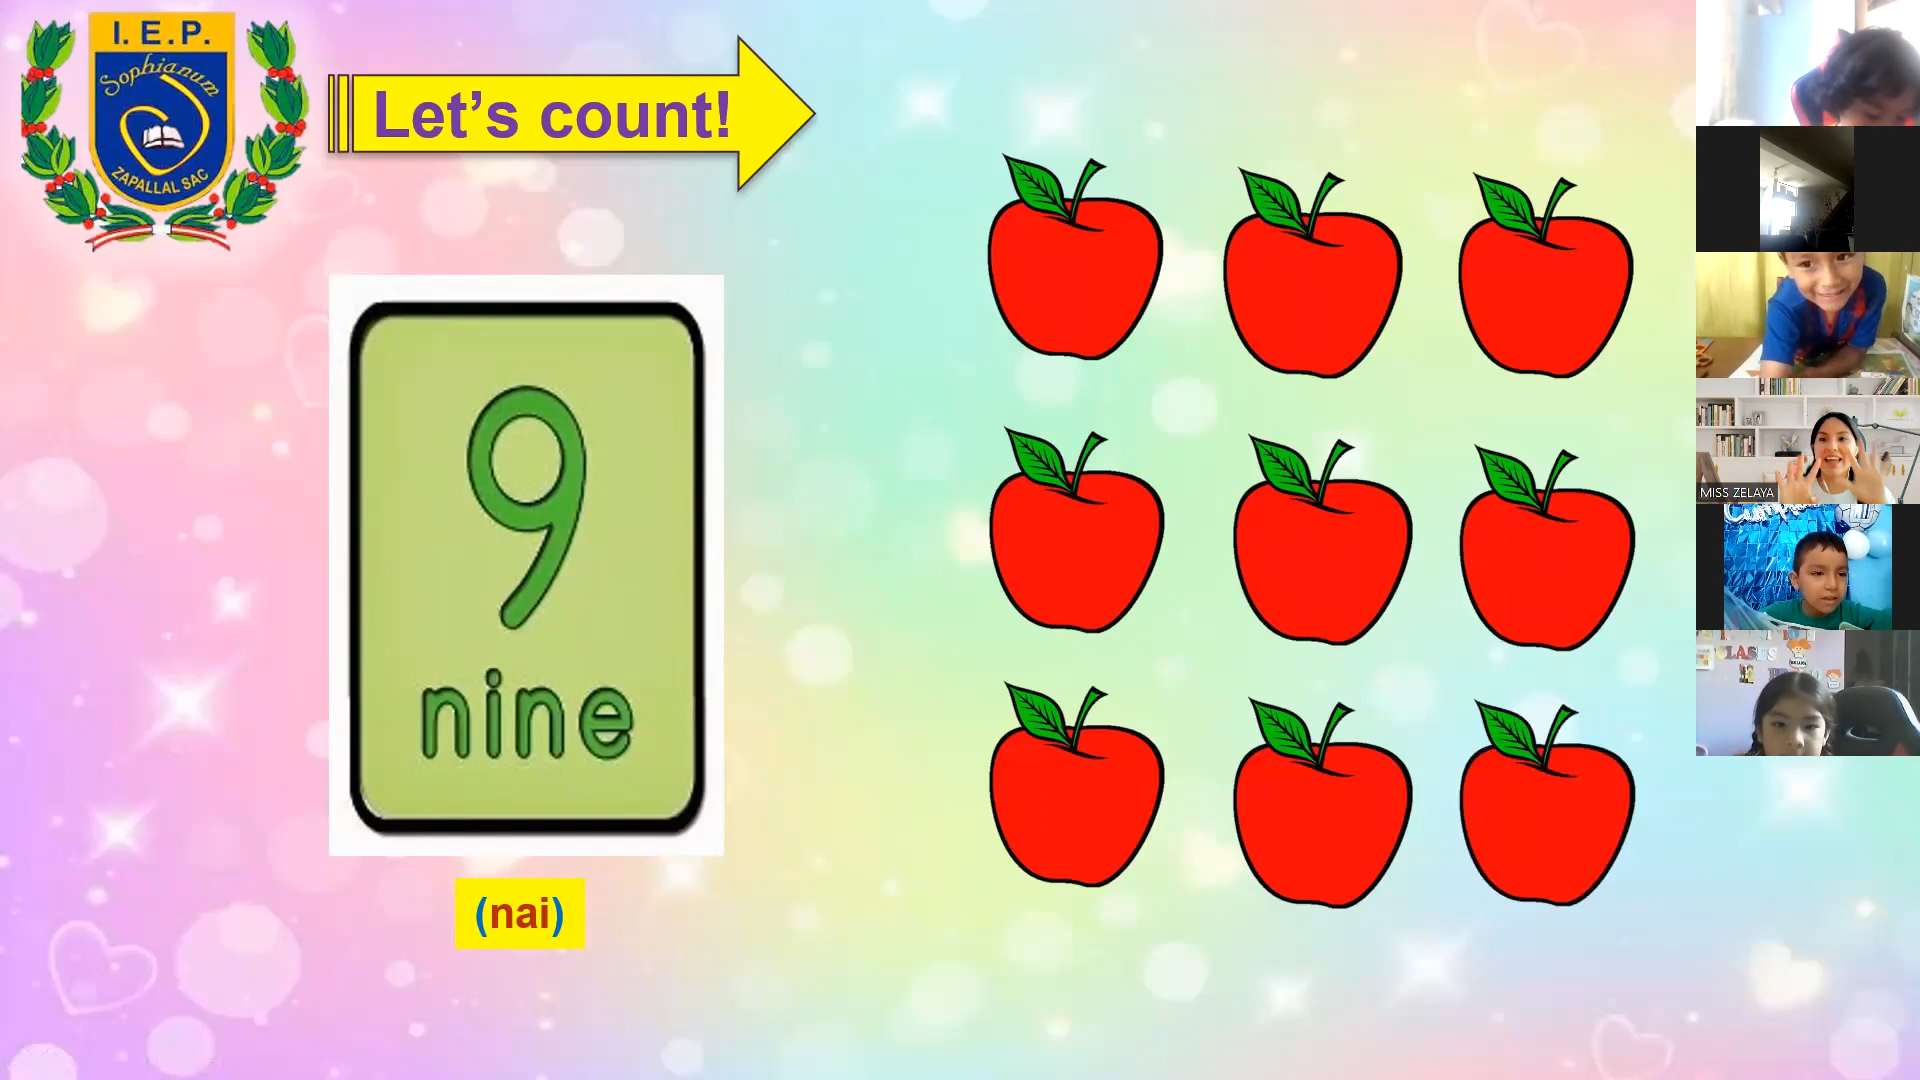 I. E. P.
Sophianum
ZAPALLAL SAC
Let's count!
9
nine
(nai)
MISS ZELAYA